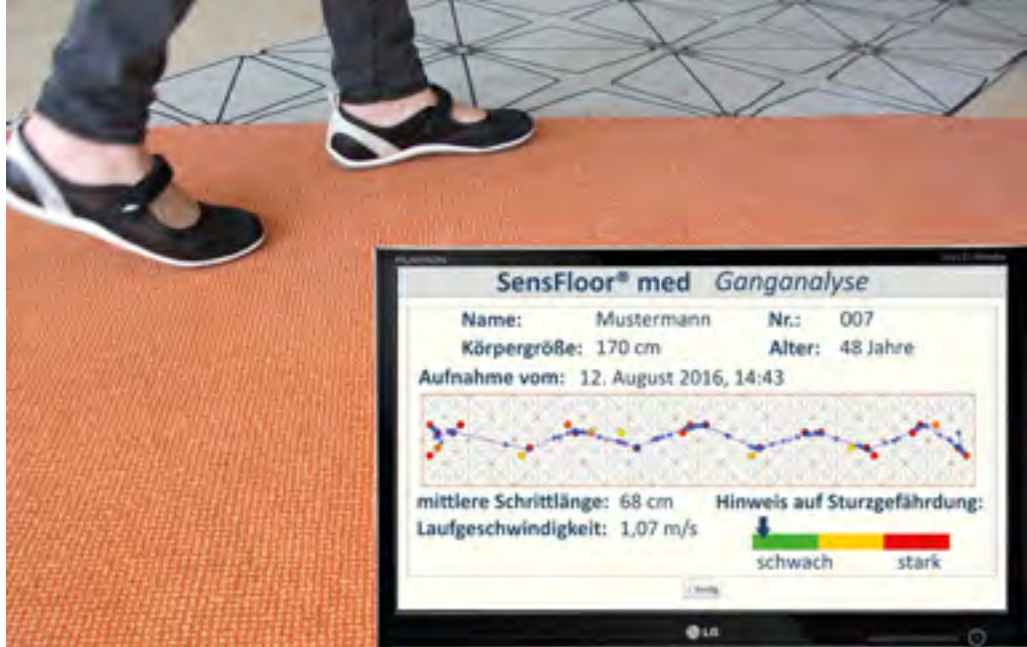 FLATRON
SensFloor® med Ganganalyse
Name: Mustermann Nr.: 007
Körpergröße: 170 cm Alter: 48 Jahre
Aufnahme vom: 12. August 2016, 14:43
mittlere Schrittlänge: 68 cm Hinweis auf Sturzgefährdung:
Laufgeschwindigkeit: 1,07 m/s
schwach stark
LG